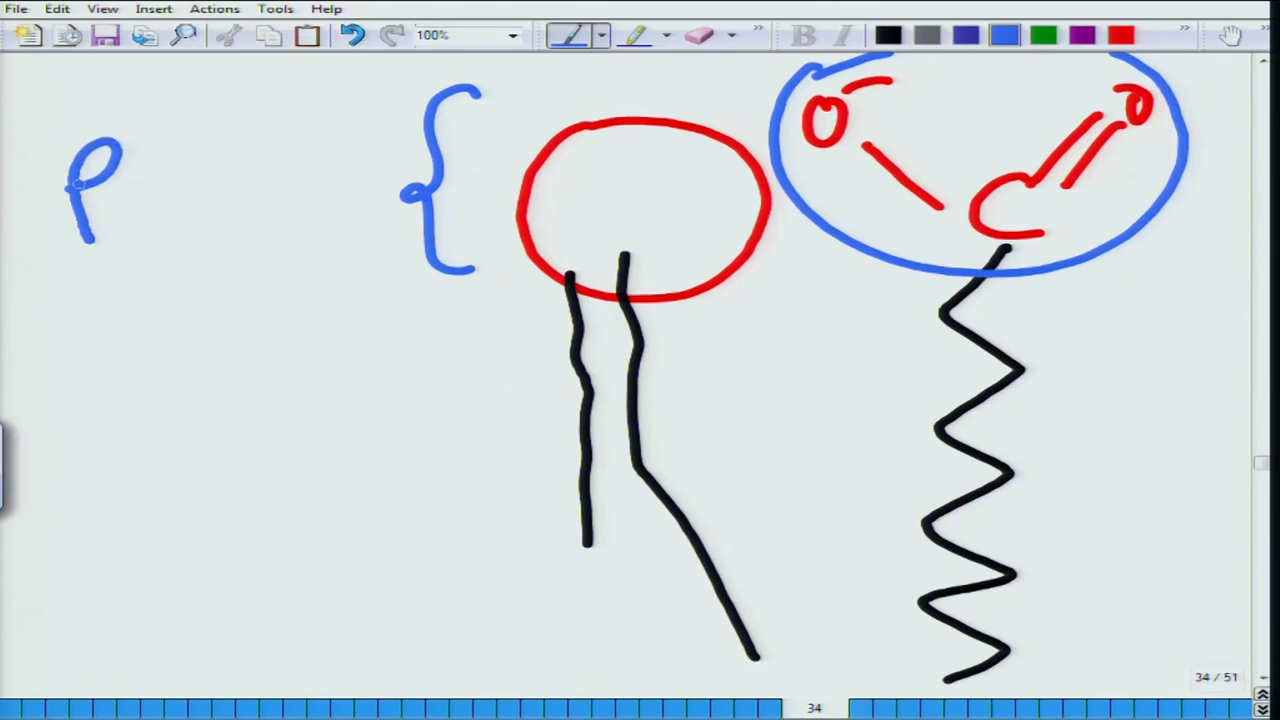 File Edit View Insert Actions Tools Help
100%
B I
P
O⁻ O
C
34 / 51
34